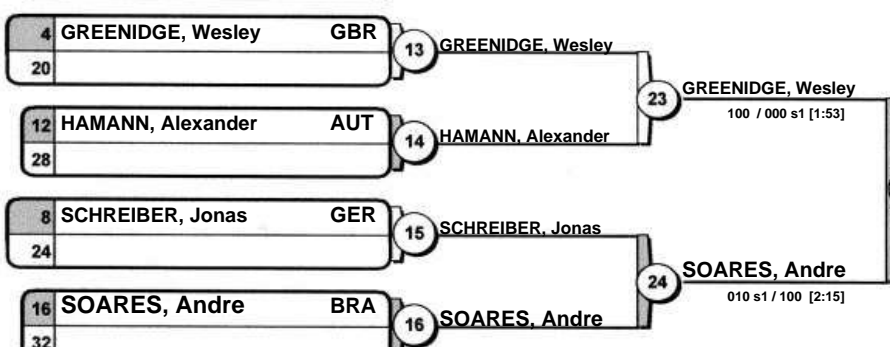 4 GREENIDGE, Wesley GBR
20
13 GREENIDGE, Wesley
12 HAMANN, Alexander AUT
28
14 HAMANN, Alexander
23 GREENIDGE, Wesley
100 / 000 s1 [1:53]
8 SCHREIBER, Jonas GER
24
15 SCHREIBER, Jonas
16 SOARES, Andre BRA
32
16 SOARES, Andre
24 SOARES, Andre
010 s1 / 100 [2:15]